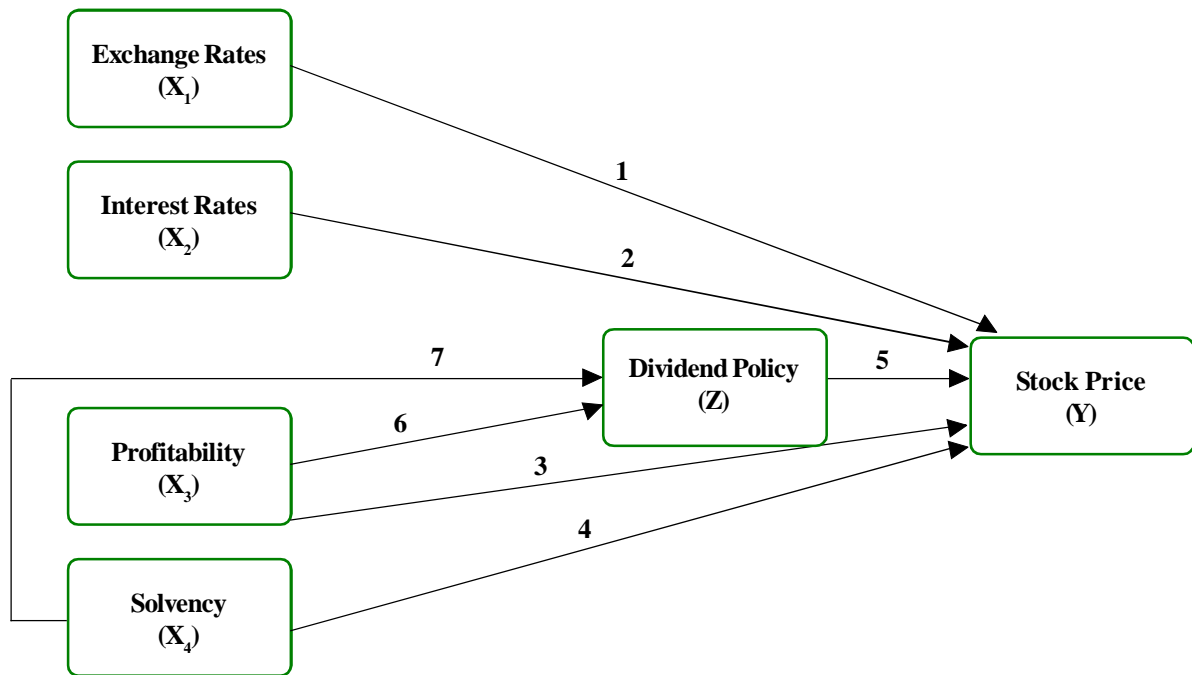 Exchange Rates
(X₁)
1
Interest Rates
(X₂)
2
7
Dividend Policy
(Z)
5
Stock Price
(Y)
6
Profitability
(X₃)
3
4
Solvency
(X₄)